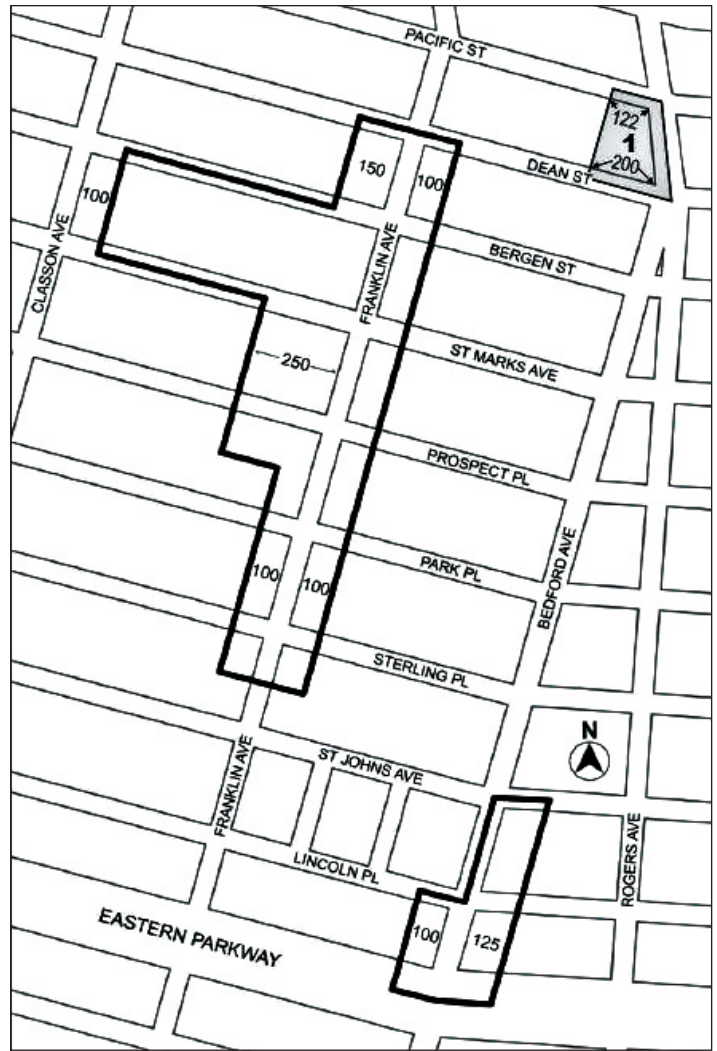 PACIFIC ST
122
1
200
150
DEAN ST
100
100
CLASSON AVE
FRANKLIN AVE
BERGEN ST
250
ST MARKS AVE
PROSPECT PL
PARK PL
100
100
BEDFORD AVE
STERLING PL
N
ST JOHNS AVE
FRANKLIN AVE
ROGERS AVE
LINCOLN PL
EASTERN PARKWAY
100
125